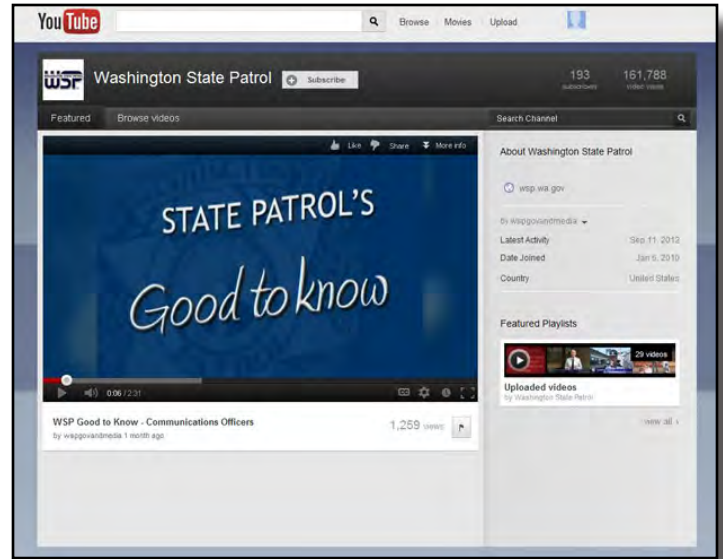 YouTube
Browse Movies Upload
WSP Washington State Patrol Subscribe
193 161,788
subscribers video views
Featured Browse videos
Search Channel
Like Share More info
STATE PATROL'S
Good to know
0:06 / 2:31
CC
WSP Good to Know - Communications Officers
by wspgovandmedia 1 month ago
1,259 views
About Washington State Patrol
wsp.wa.gov
by wspgovandmedia
Latest Activity Sep 11, 2012
Date Joined Jan 6, 2010
Country United States
Featured Playlists
29 videos
Uploaded videos
by Washington State Patrol
view all